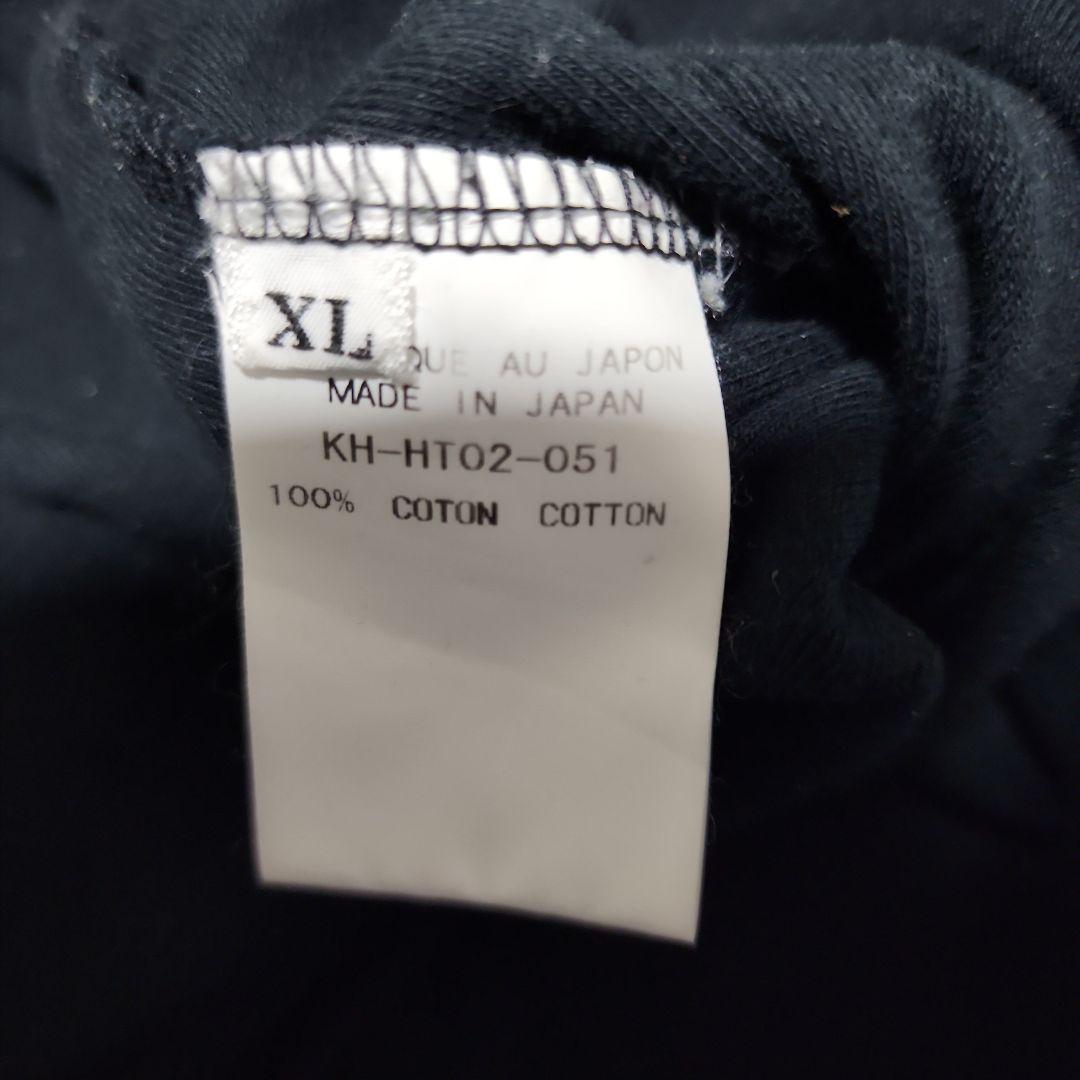 XL
QUE AU JAPON
MADE IN JAPAN
KH-HT02-051
100% COTON COTTON